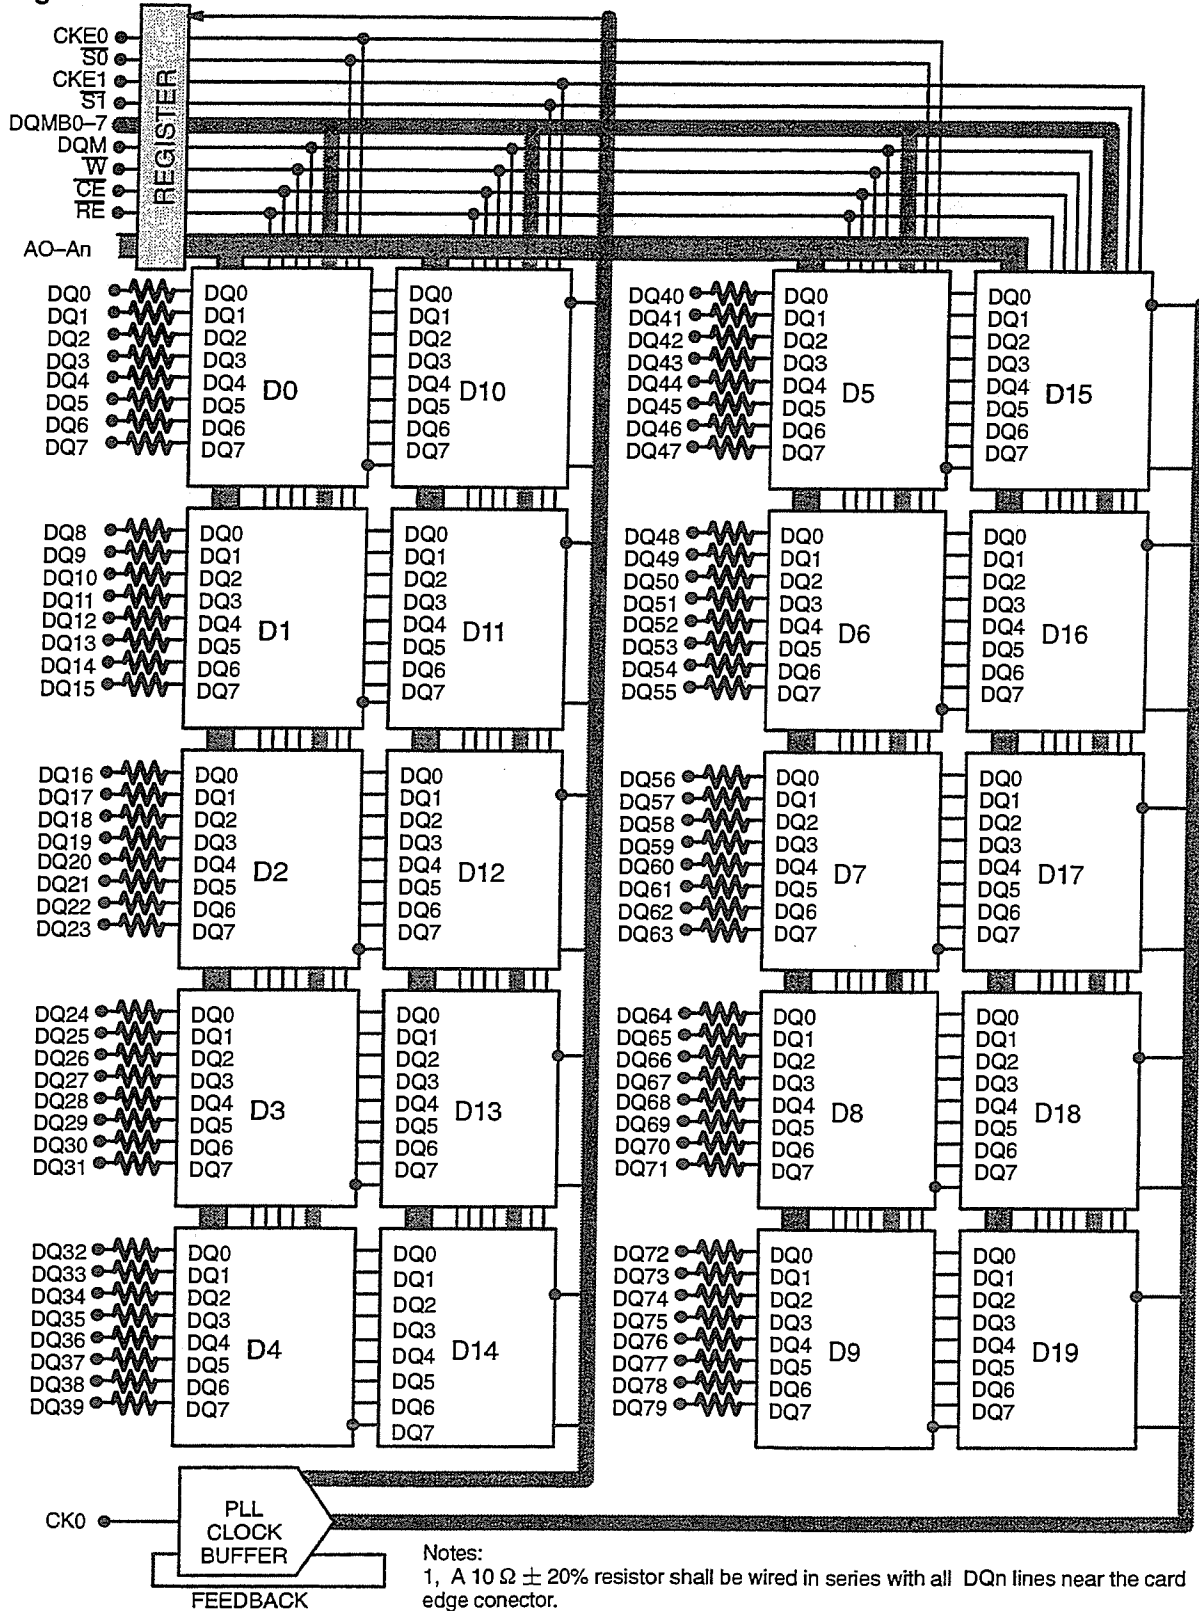 CKE0
S0
CKE1
S1
DQMB0–7
DQM
W
CE
RE
AO–An
REGISTER
DQ0 DQ0 DQ0 DQ40 DQ0 DQ0
DQ1 DQ1 DQ1 DQ41 DQ1 DQ1
DQ2 DQ2 DQ2 DQ42 DQ2 DQ2
DQ3 DQ3 DQ3 DQ43 DQ3 DQ3
DQ4 DQ4 D0 DQ4 D10 DQ44 DQ4 D5 DQ4 D15
DQ5 DQ5 DQ5 DQ45 DQ5 DQ5
DQ6 DQ6 DQ6 DQ46 DQ6 DQ6
DQ7 DQ7 DQ7 DQ47 DQ7 DQ7
DQ8 DQ0 DQ0 DQ48 DQ0 DQ0
DQ9 DQ1 DQ1 DQ49 DQ1 DQ1
DQ10 DQ2 DQ2 DQ50 DQ2 DQ2
DQ11 DQ3 DQ3 DQ51 DQ3 DQ3
DQ12 DQ4 D1 DQ4 D11 DQ52 DQ4 D6 DQ4 D16
DQ13 DQ5 DQ5 DQ53 DQ5 DQ5
DQ14 DQ6 DQ6 DQ54 DQ6 DQ6
DQ15 DQ7 DQ7 DQ55 DQ7 DQ7
DQ16 DQ0 DQ0 DQ56 DQ0 DQ0
DQ17 DQ1 DQ1 DQ57 DQ1 DQ1
DQ18 DQ2 DQ2 DQ58 DQ2 DQ2
DQ19 DQ3 DQ3 DQ59 DQ3 DQ3
DQ20 DQ4 D2 DQ4 D12 DQ60 DQ4 D7 DQ4 D17
DQ21 DQ5 DQ5 DQ61 DQ5 DQ5
DQ22 DQ6 DQ6 DQ62 DQ6 DQ6
DQ23 DQ7 DQ7 DQ63 DQ7 DQ7
DQ24 DQ0 DQ0 DQ64 DQ0 DQ0
DQ25 DQ1 DQ1 DQ65 DQ1 DQ1
DQ26 DQ2 DQ2 DQ66 DQ2 DQ2
DQ27 DQ3 DQ3 DQ67 DQ3 DQ3
DQ28 DQ4 D3 DQ4 D13 DQ68 DQ4 D8 DQ4 D18
DQ29 DQ5 DQ5 DQ69 DQ5 DQ5
DQ30 DQ6 DQ6 DQ70 DQ6 DQ6
DQ31 DQ7 DQ7 DQ71 DQ7 DQ7
DQ32 DQ0 DQ0 DQ72 DQ0 DQ0
DQ33 DQ1 DQ1 DQ73 DQ1 DQ1
DQ34 DQ2 DQ2 DQ74 DQ2 DQ2
DQ35 DQ3 DQ3 DQ75 DQ3 DQ3
DQ36 DQ4 D4 DQ4 D14 DQ76 DQ4 D9 DQ4 D19
DQ37 DQ5 DQ5 DQ77 DQ5 DQ5
DQ38 DQ6 DQ6 DQ78 DQ6 DQ6
DQ39 DQ7 DQ7 DQ79 DQ7 DQ7
CK0
PLL
CLOCK
BUFFER
FEEDBACK
Notes:
1, A 10 Ω ± 20% resistor shall be wired in series with all DQn lines near the card
edge conector.